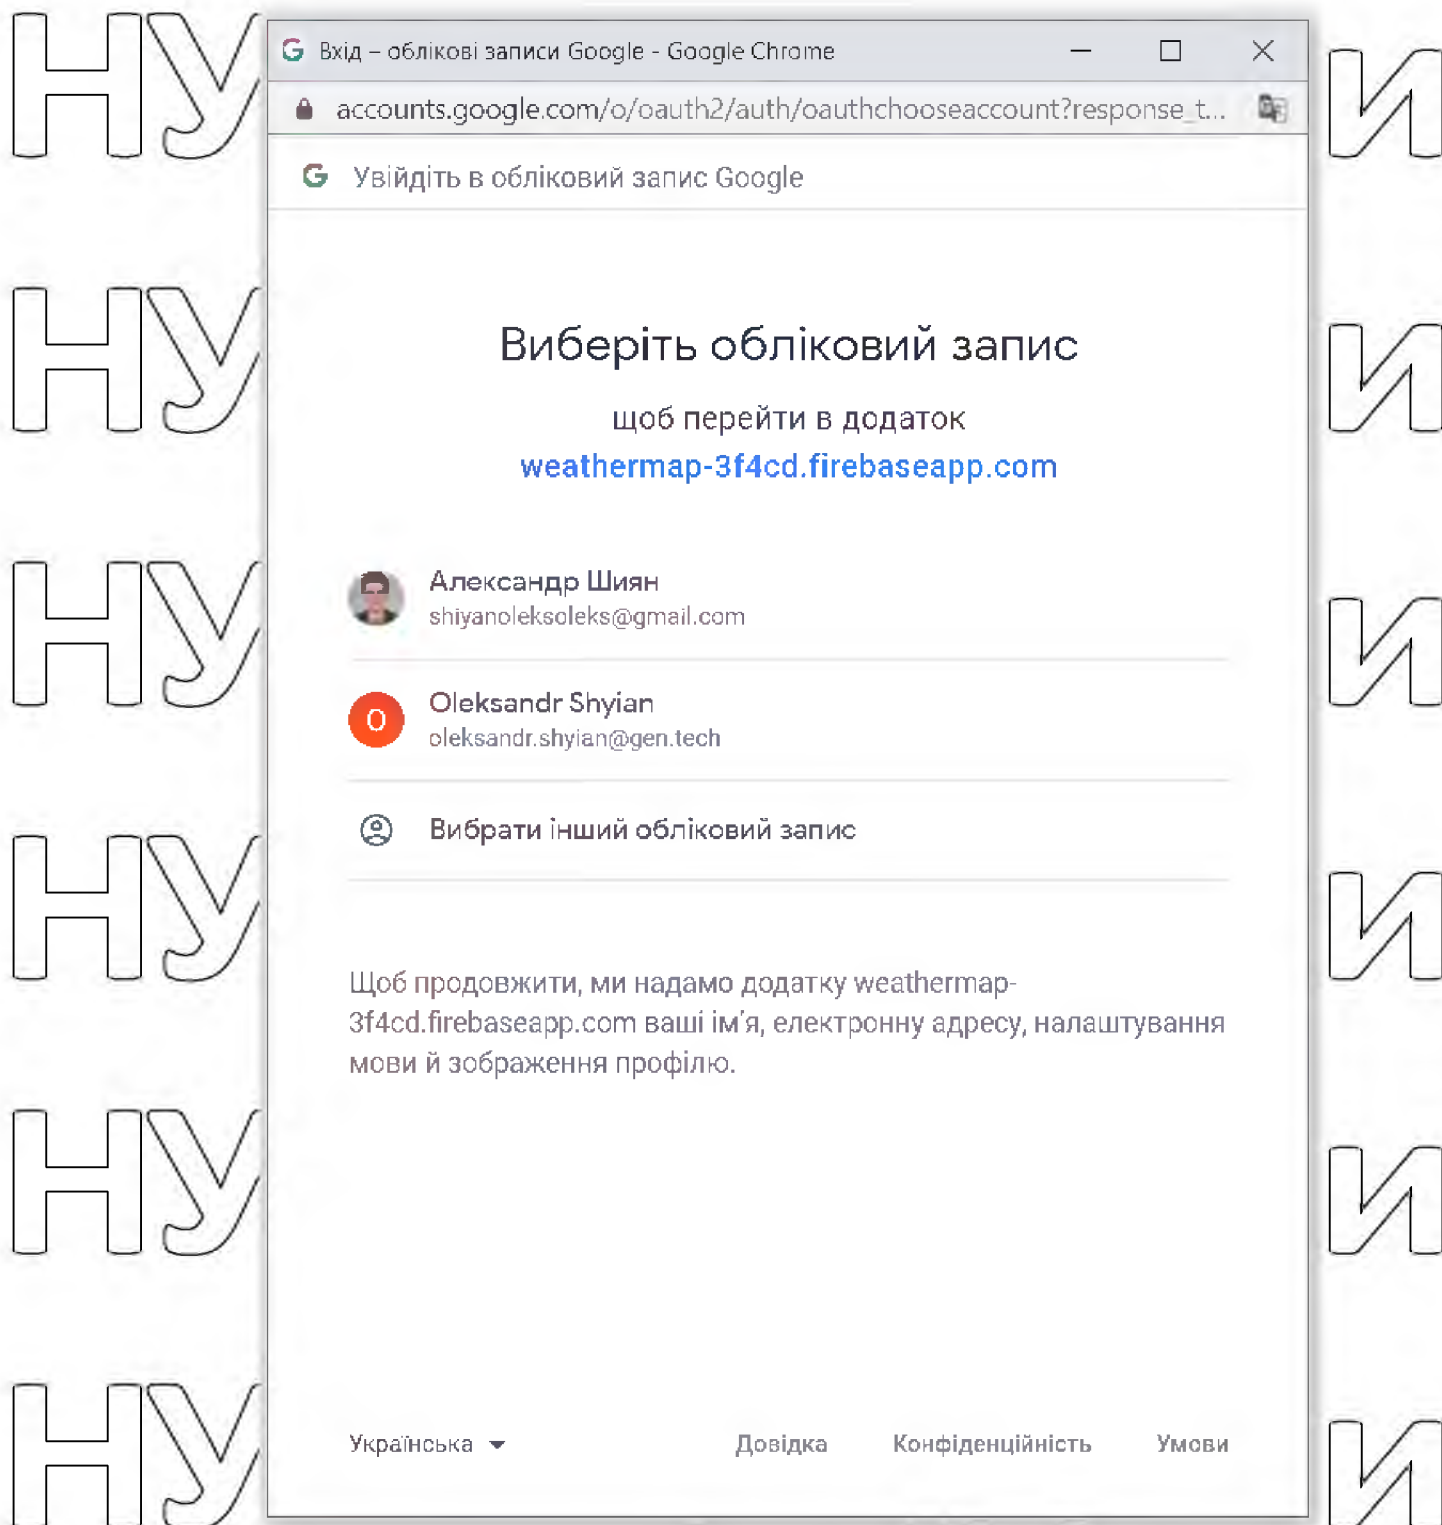 Вхід – облікові записи Google - Google Chrome
accounts.google.com/o/oauth2/auth/oauthchooseaccount?response_t...
Увійдіть в обліковий запис Google
Виберіть обліковий запис
щоб перейти в додаток
weathermap-3f4cd.firebaseapp.com
Александр Шиян
shiyanoleksoleks@gmail.com
O
Oleksandr Shyian
oleksandr.shyian@gen.tech
Вибрати інший обліковий запис
Щоб продовжити, ми надамо додатку weathermap-
3f4cd.firebaseapp.com ваші ім'я, електронну адресу, налаштування
мови й зображення профілю.
Українська
Довідка
Конфіденційність
Умови
НУ
И
НУ
И
НУ
И
НУ
И
НУ
И
НУ
И